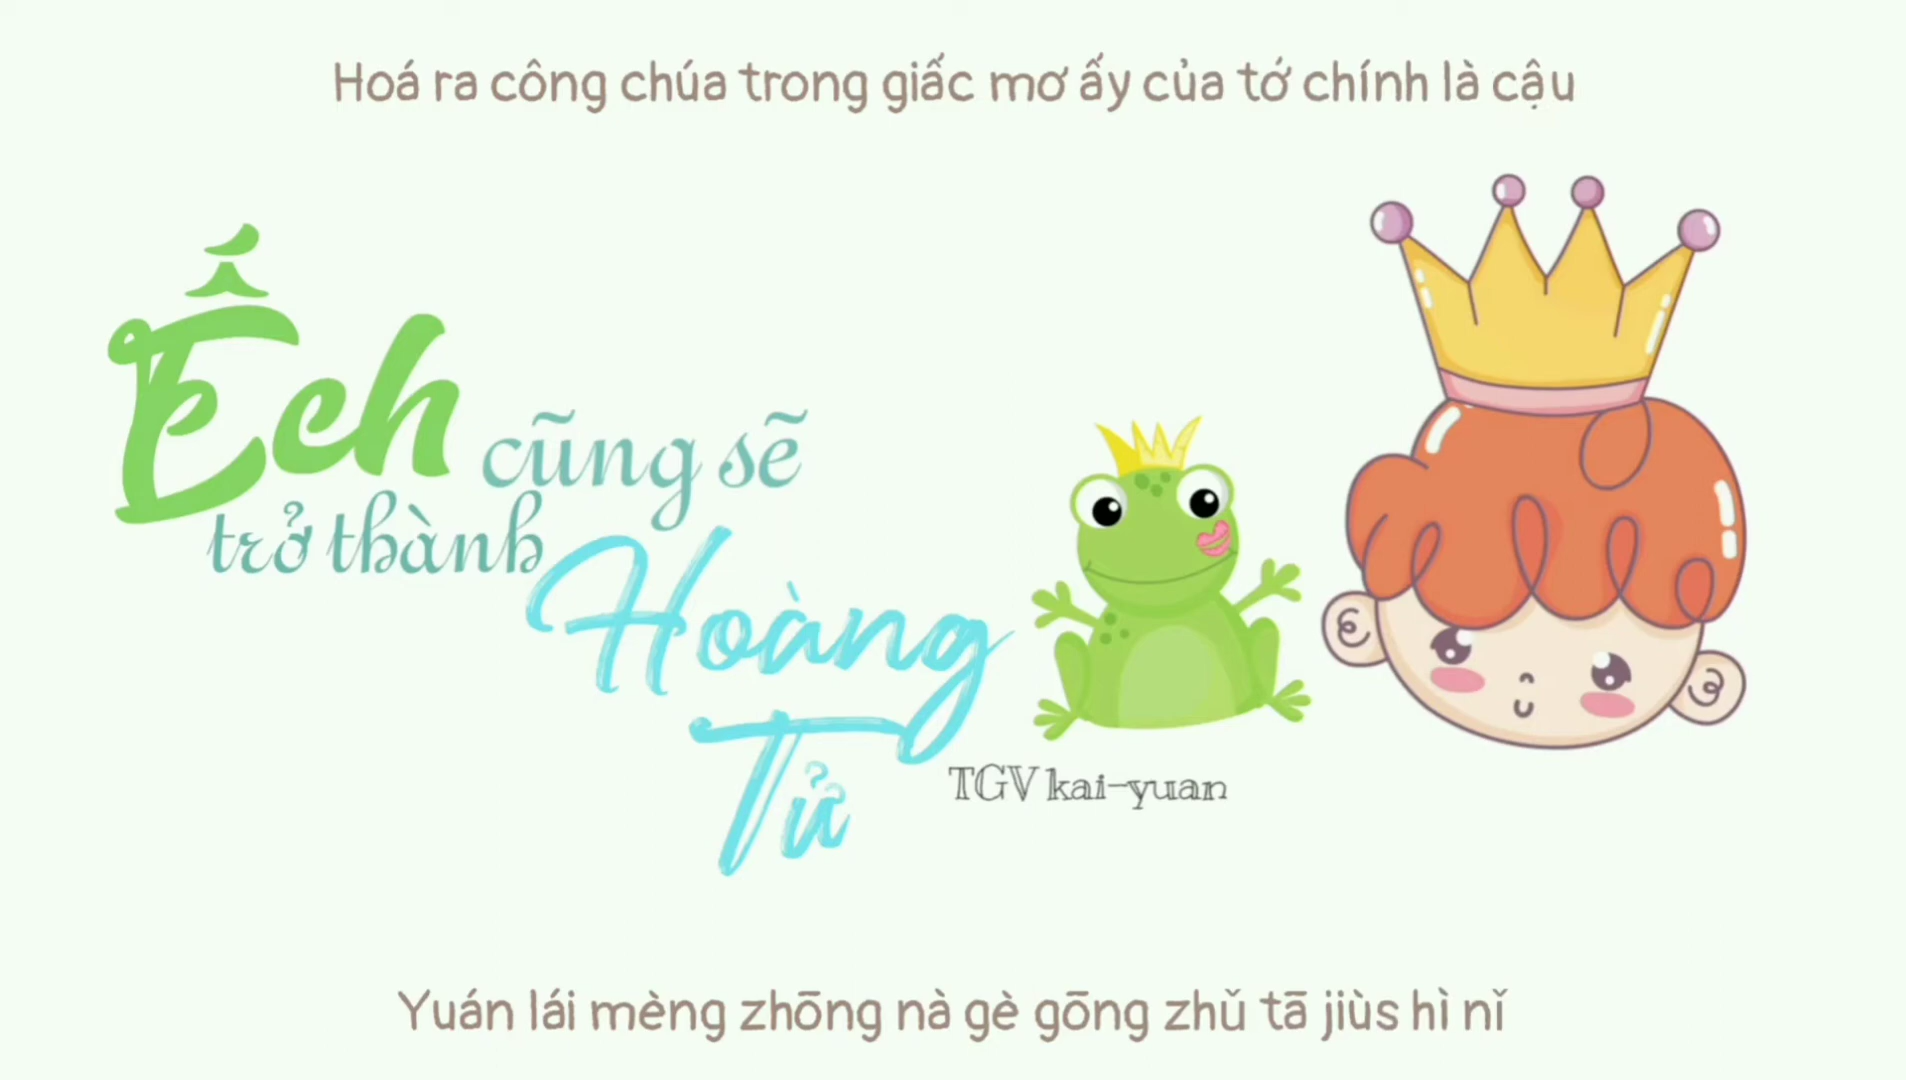 Hoá ra công chúa trong giấc mơ ấy của tớ chính là cậu
Ếch cũng sẽ
trở thành
Hoàng
Tử
TGV kai-yuan
Yuán lái mèng zhōng nà gè gōng zhǔ tā jiùs hì nǐ